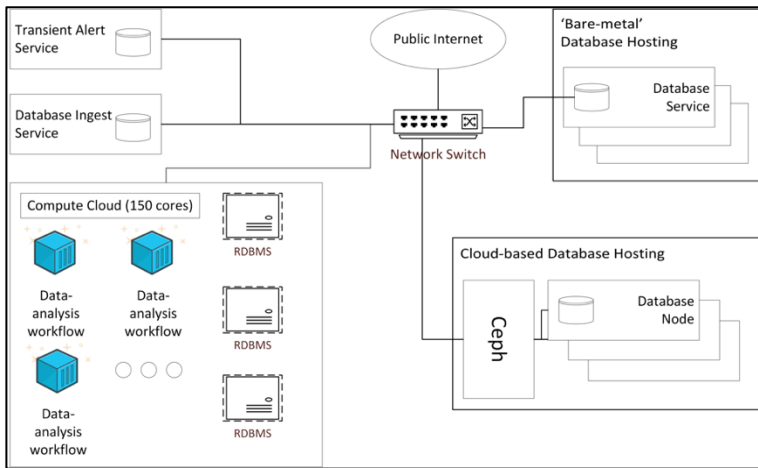 Transient Alert
Service
Database Ingest
Service
Public Internet
Network Switch
‘Bare-metal’
Database Hosting
Database
Service
Compute Cloud (150 cores)
Data-
analysis
workflow
Data-
analysis
workflow
Data-
analysis
workflow
RDBMS
RDBMS
RDBMS
Cloud-based Database Hosting
Ceph
Database
Node